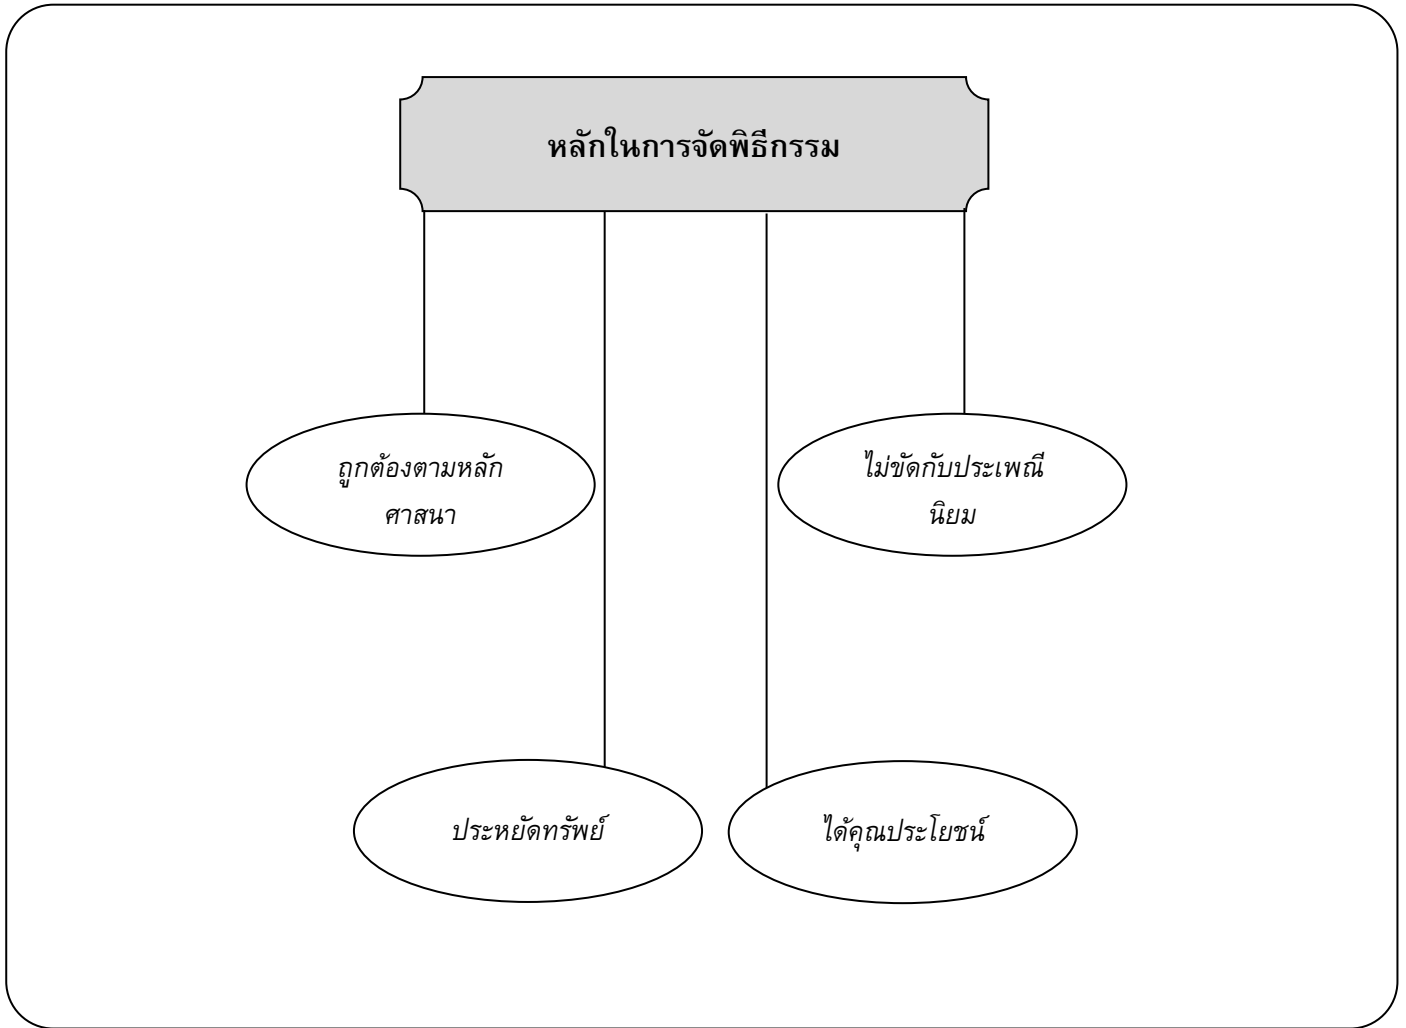 หลักในการจัดพิธีกรรม
ถูกต้องตามหลัก
ศาสนา
ไม่ขัดกับประเพณี
นิยม
ประหยัดทรัพย์
ได้คุณประโยชน์